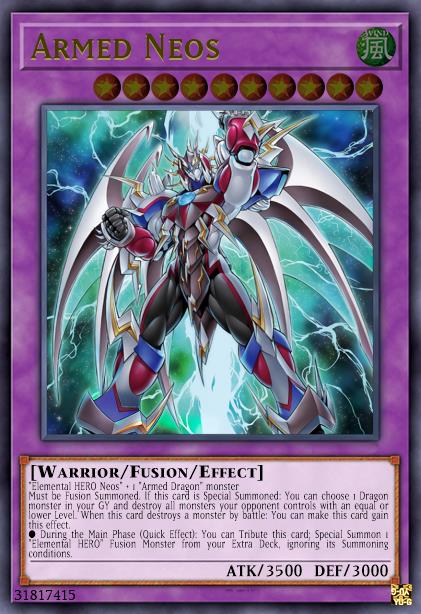 ARMED NEOS
WIND
風
[WARRIOR/FUSION/EFFECT]
"Elemental HERO Neos" + 1 "Armed Dragon" monster
Must be Fusion Summoned. If this card is Special Summoned: You can choose 1 Dragon
monster in your GY and destroy all monsters your opponent controls with an equal or
lower Level. When this card destroys a monster by battle: You can make this card gain
this effect.
● During the Main Phase (Quick Effect): You can Tribute this card; Special Summon 1
"Elemental HERO" Fusion Monster from your Extra Deck, ignoring its Summoning
conditions.
ATK/3500 DEF/3000
31817415